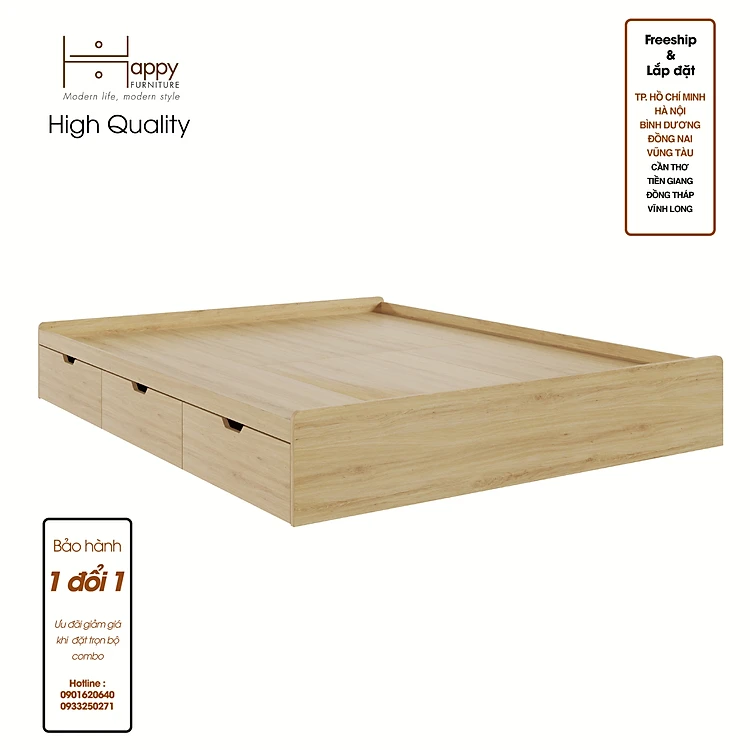 Happy
FURNITURE
Modern life, modern style
High Quality
Freeship
&
Lắp đặt
TP. HỒ CHÍ MINH
HÀ NỘI
BÌNH DƯƠNG
ĐỒNG NAI
VŨNG TÀU
CẦN THƠ
TIỀN GIANG
ĐỒNG THÁP
VĨNH LONG
Bảo hành
1 đổi 1
Ưu đãi giảm giá
khi đặt trọn bộ
combo
Hotline :
0901620640
0933250271